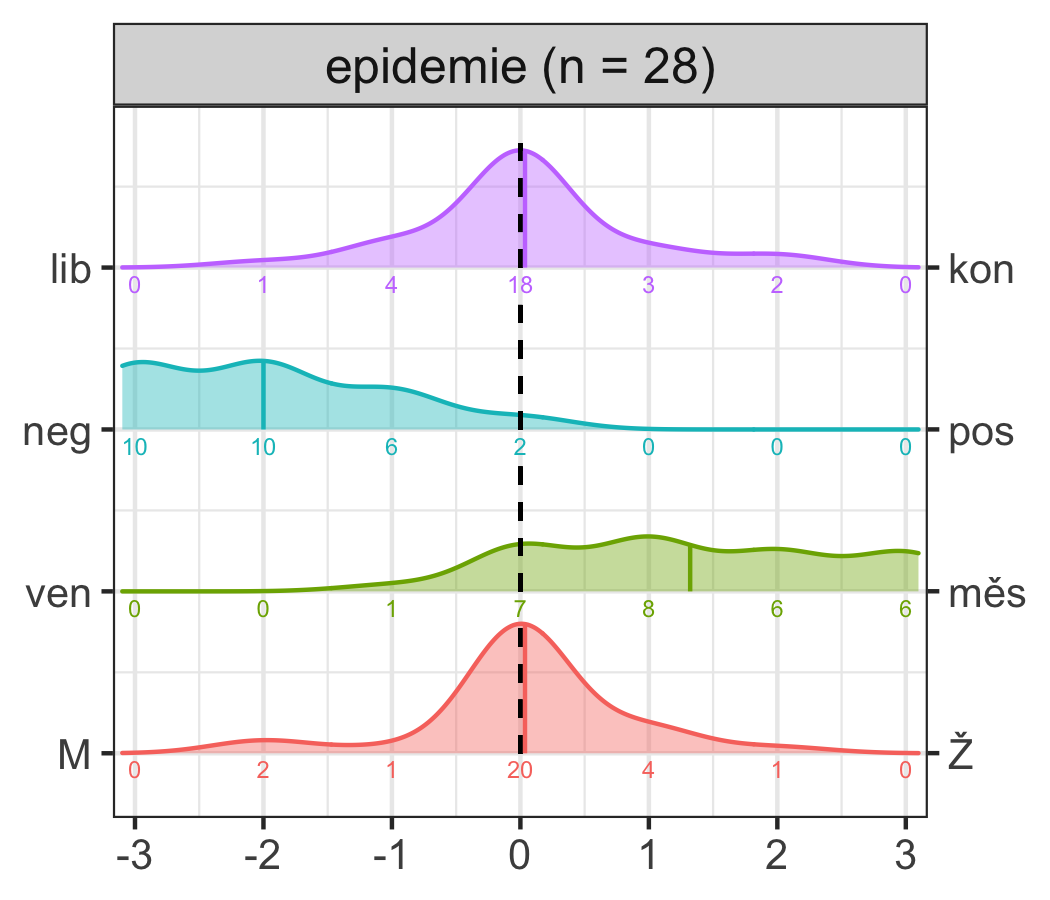 epidemie (n = 28)
lib kon
0 1 4 18 3 2 0
neg pos
10 10 6 2 0 0 0
ven měs
0 0 1 7 8 6 6
M Ž
0 2 1 20 4 1 0
-3 -2 -1 0 1 2 3